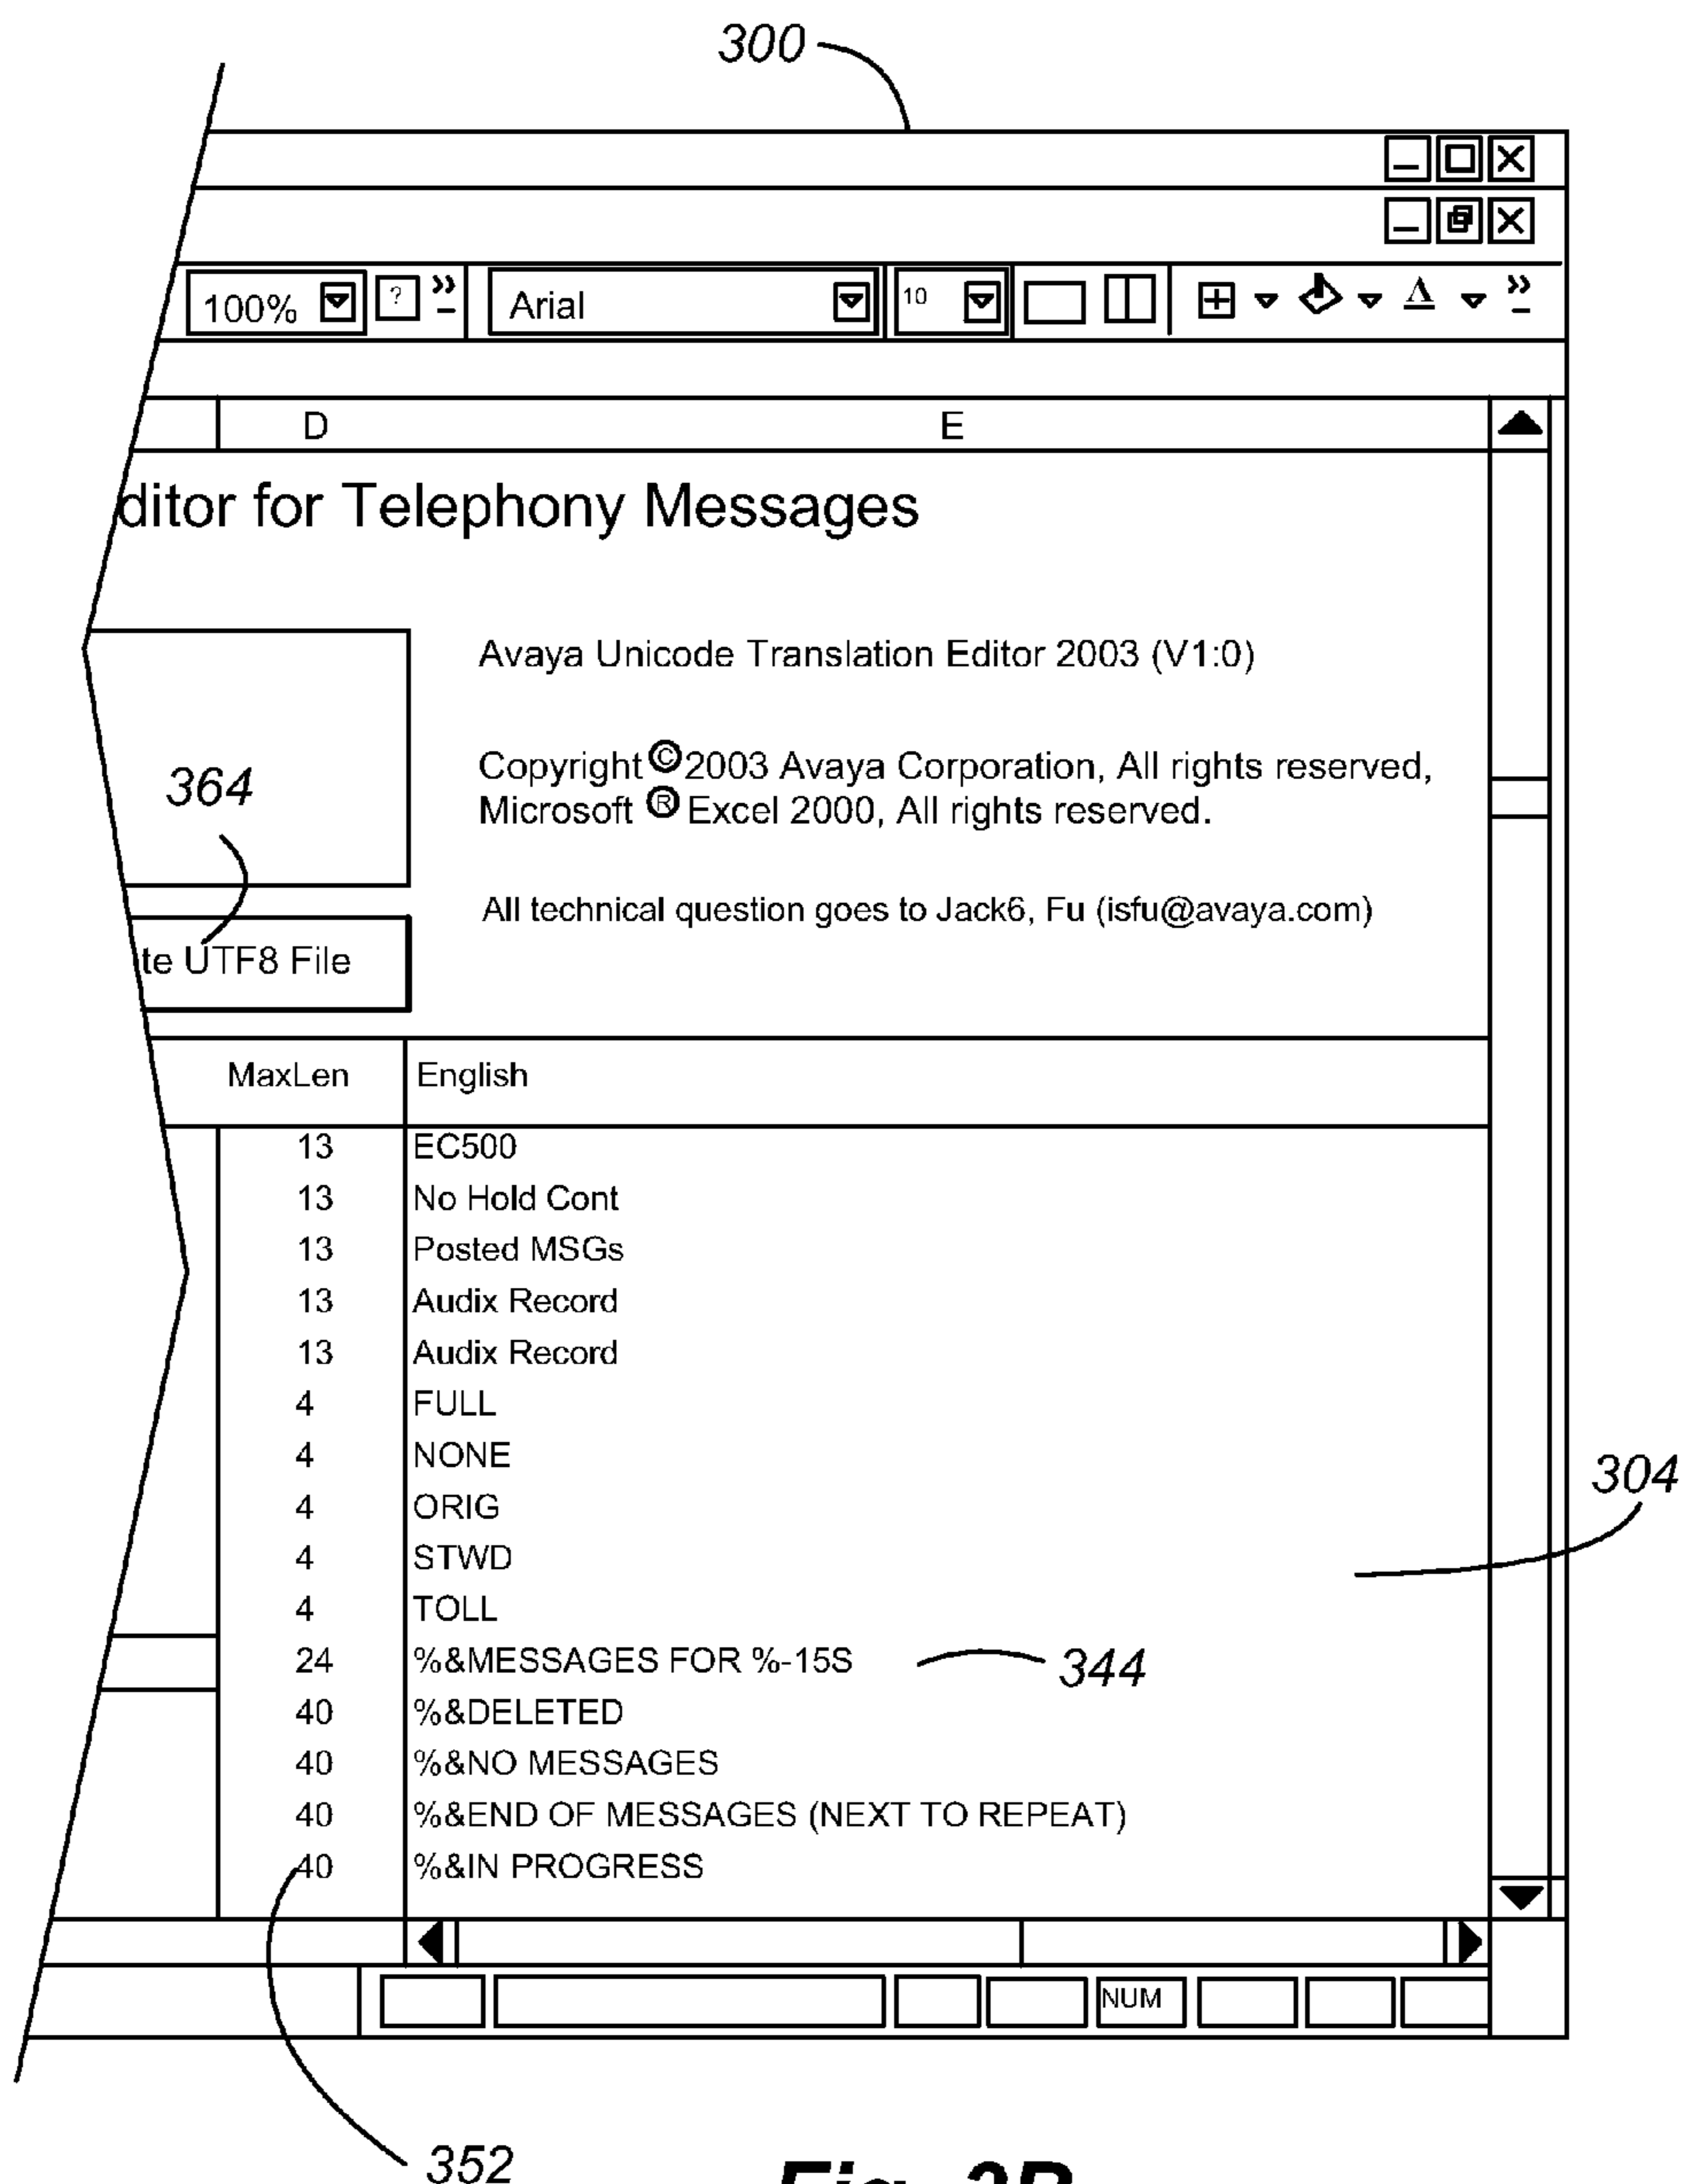 300
100% ? » Arial 10 »
D E
ditor for Telephony Messages
Avaya Unicode Translation Editor 2003 (V1:0)
Copyright © 2003 Avaya Corporation, All rights reserved,
Microsoft ® Excel 2000, All rights reserved.
364
All technical question goes to Jack6, Fu (isfu@avaya.com)
te UTF8 File
MaxLen English
13 EC500
13 No Hold Cont
13 Posted MSGs
13 Audix Record
13 Audix Record
4 FULL
4 NONE
304
4 ORIG
4 STWD
4 TOLL
24 %&MESSAGES FOR %-15S 344
40 %&DELETED
40 %&NO MESSAGES
40 %&END OF MESSAGES (NEXT TO REPEAT)
40 %&IN PROGRESS
NUM
352